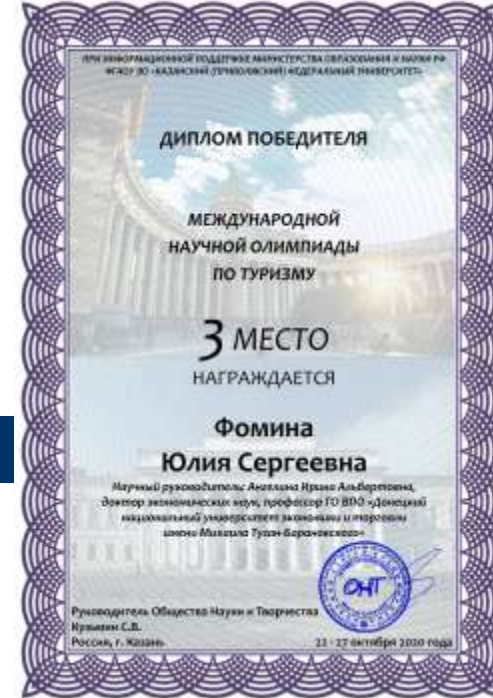 ПРИ ИНФОРМАЦИОННОЙ ПОДДЕРЖКЕ МИНИСТЕРСТВА ОБРАЗОВАНИЯ И НАУКИ РФ
ФГАОУ ВО «КАЗАНСКИЙ (ПРИВОЛЖСКИЙ) ФЕДЕРАЛЬНЫЙ УНИВЕРСИТЕТ»
ДИПЛОМ ПОБЕДИТЕЛЯ
МЕЖДУНАРОДНОЙ
НАУЧНОЙ ОЛИМПИАДЫ
ПО ТУРИЗМУ
3 МЕСТО
НАГРАЖДАЕТСЯ
Фомина
Юлия Сергеевна
Научный руководитель: Ангелина Ирина Альбертовна,
доктор экономических наук, профессор ГО ВПО «Донецкий
национальный университет экономики и торговли
имени Михаила Туган-Барановского»
ОНТ
Руководитель Общества Науки и Творчества
Кузьмин С.В.
Россия, г. Казань
22 - 27 октября 2020 года